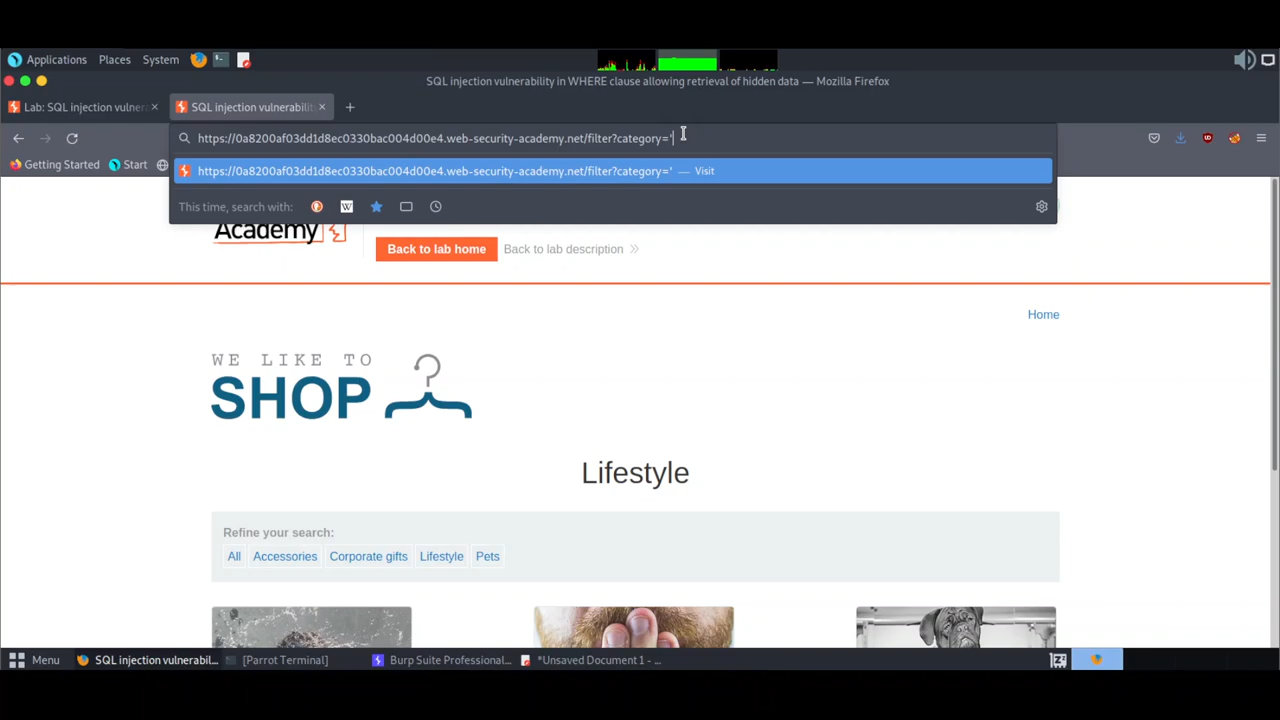 Applications Places System
SQL injection vulnerability in WHERE clause allowing retrieval of hidden data — Mozilla Firefox
Lab: SQL injection vulner
SQL injection vulnerabilit
https://0a8200af03dd1d8ec0330bac004d00e4.web-security-academy.net/filter?category='
Getting Started Start
https://0a8200af03dd1d8ec0330bac004d00e4.web-security-academy.net/filter?category=' — Visit
This time, search with:
Academy
Back to lab home Back to lab description
Home
WE LIKE TO
SHOP
Lifestyle
Refine your search:
All Accessories Corporate gifts Lifestyle Pets
Menu SQL injection vulnerabil... [Parrot Terminal] Burp Suite Professional... *Unsaved Document 1 - ...